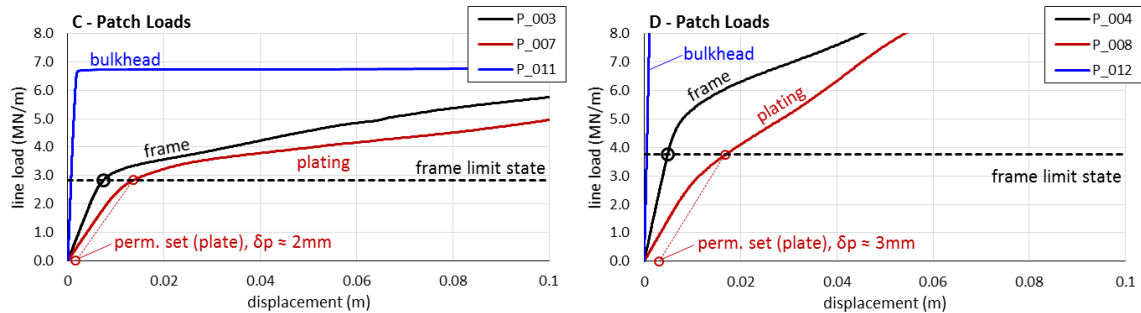 C - Patch Loads
P_003
P_007
P_011
8.0
7.0
6.0
5.0
4.0
3.0
2.0
1.0
0.0
line load (MN/m)
bulkhead
frame
plating
frame limit state
perm. set (plate), δp ≈ 2mm
0
0.02
0.04
0.06
0.08
0.1
displacement (m)
D - Patch Loads
P_004
P_008
P_012
8.0
7.0
6.0
5.0
4.0
3.0
2.0
1.0
0.0
line load (MN/m)
bulkhead
frame
plating
frame limit state
perm. set (plate), δp ≈ 3mm
0
0.02
0.04
0.06
0.08
0.1
displacement (m)